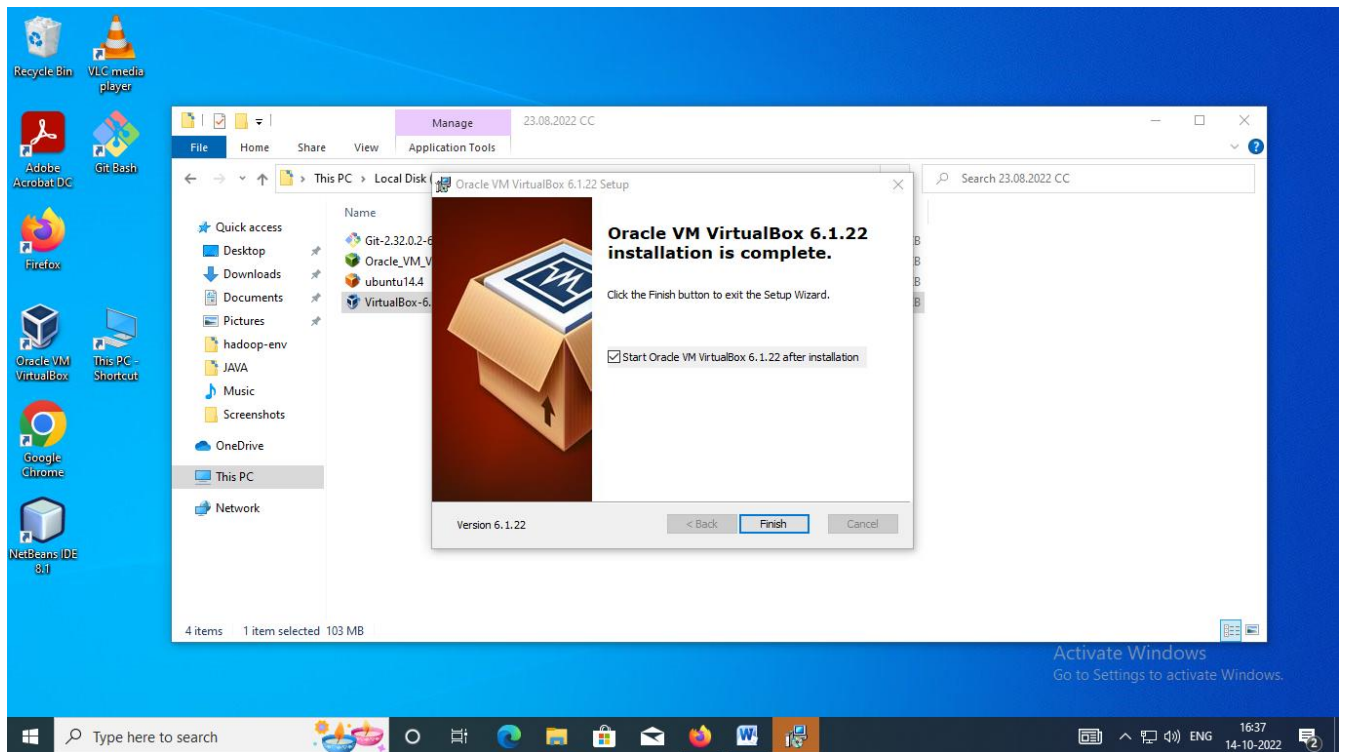 Recycle Bin
VLC media
player
Adobe
Acrobat DC
Git Bash
Firefox
Oracle VM
VirtualBox
This PC -
Shortcut
Google
Chrome
NetBeans IDE
8.1
Manage
23.08.2022 CC
File
Home
Share
View
Application Tools
This PC > Local Disk (
Search 23.08.2022 CC
Quick access
Desktop
Downloads
Documents
Pictures
hadoop-env
JAVA
Music
Screenshots
OneDrive
This PC
Network
Name
Git-2.32.0.2-6
Oracle_VM_V
ubuntu14.4
VirtualBox-6.
Oracle VM VirtualBox 6.1.22 Setup
Oracle VM VirtualBox 6.1.22
installation is complete.
Click the Finish button to exit the Setup Wizard.
Start Oracle VM VirtualBox 6.1.22 after installation
Version 6.1.22
< Back
Finish
Cancel
4 items
1 item selected 103 MB
Activate Windows
Go to Settings to activate Windows.
Type here to search
ENG
16:37
14-10-2022
2